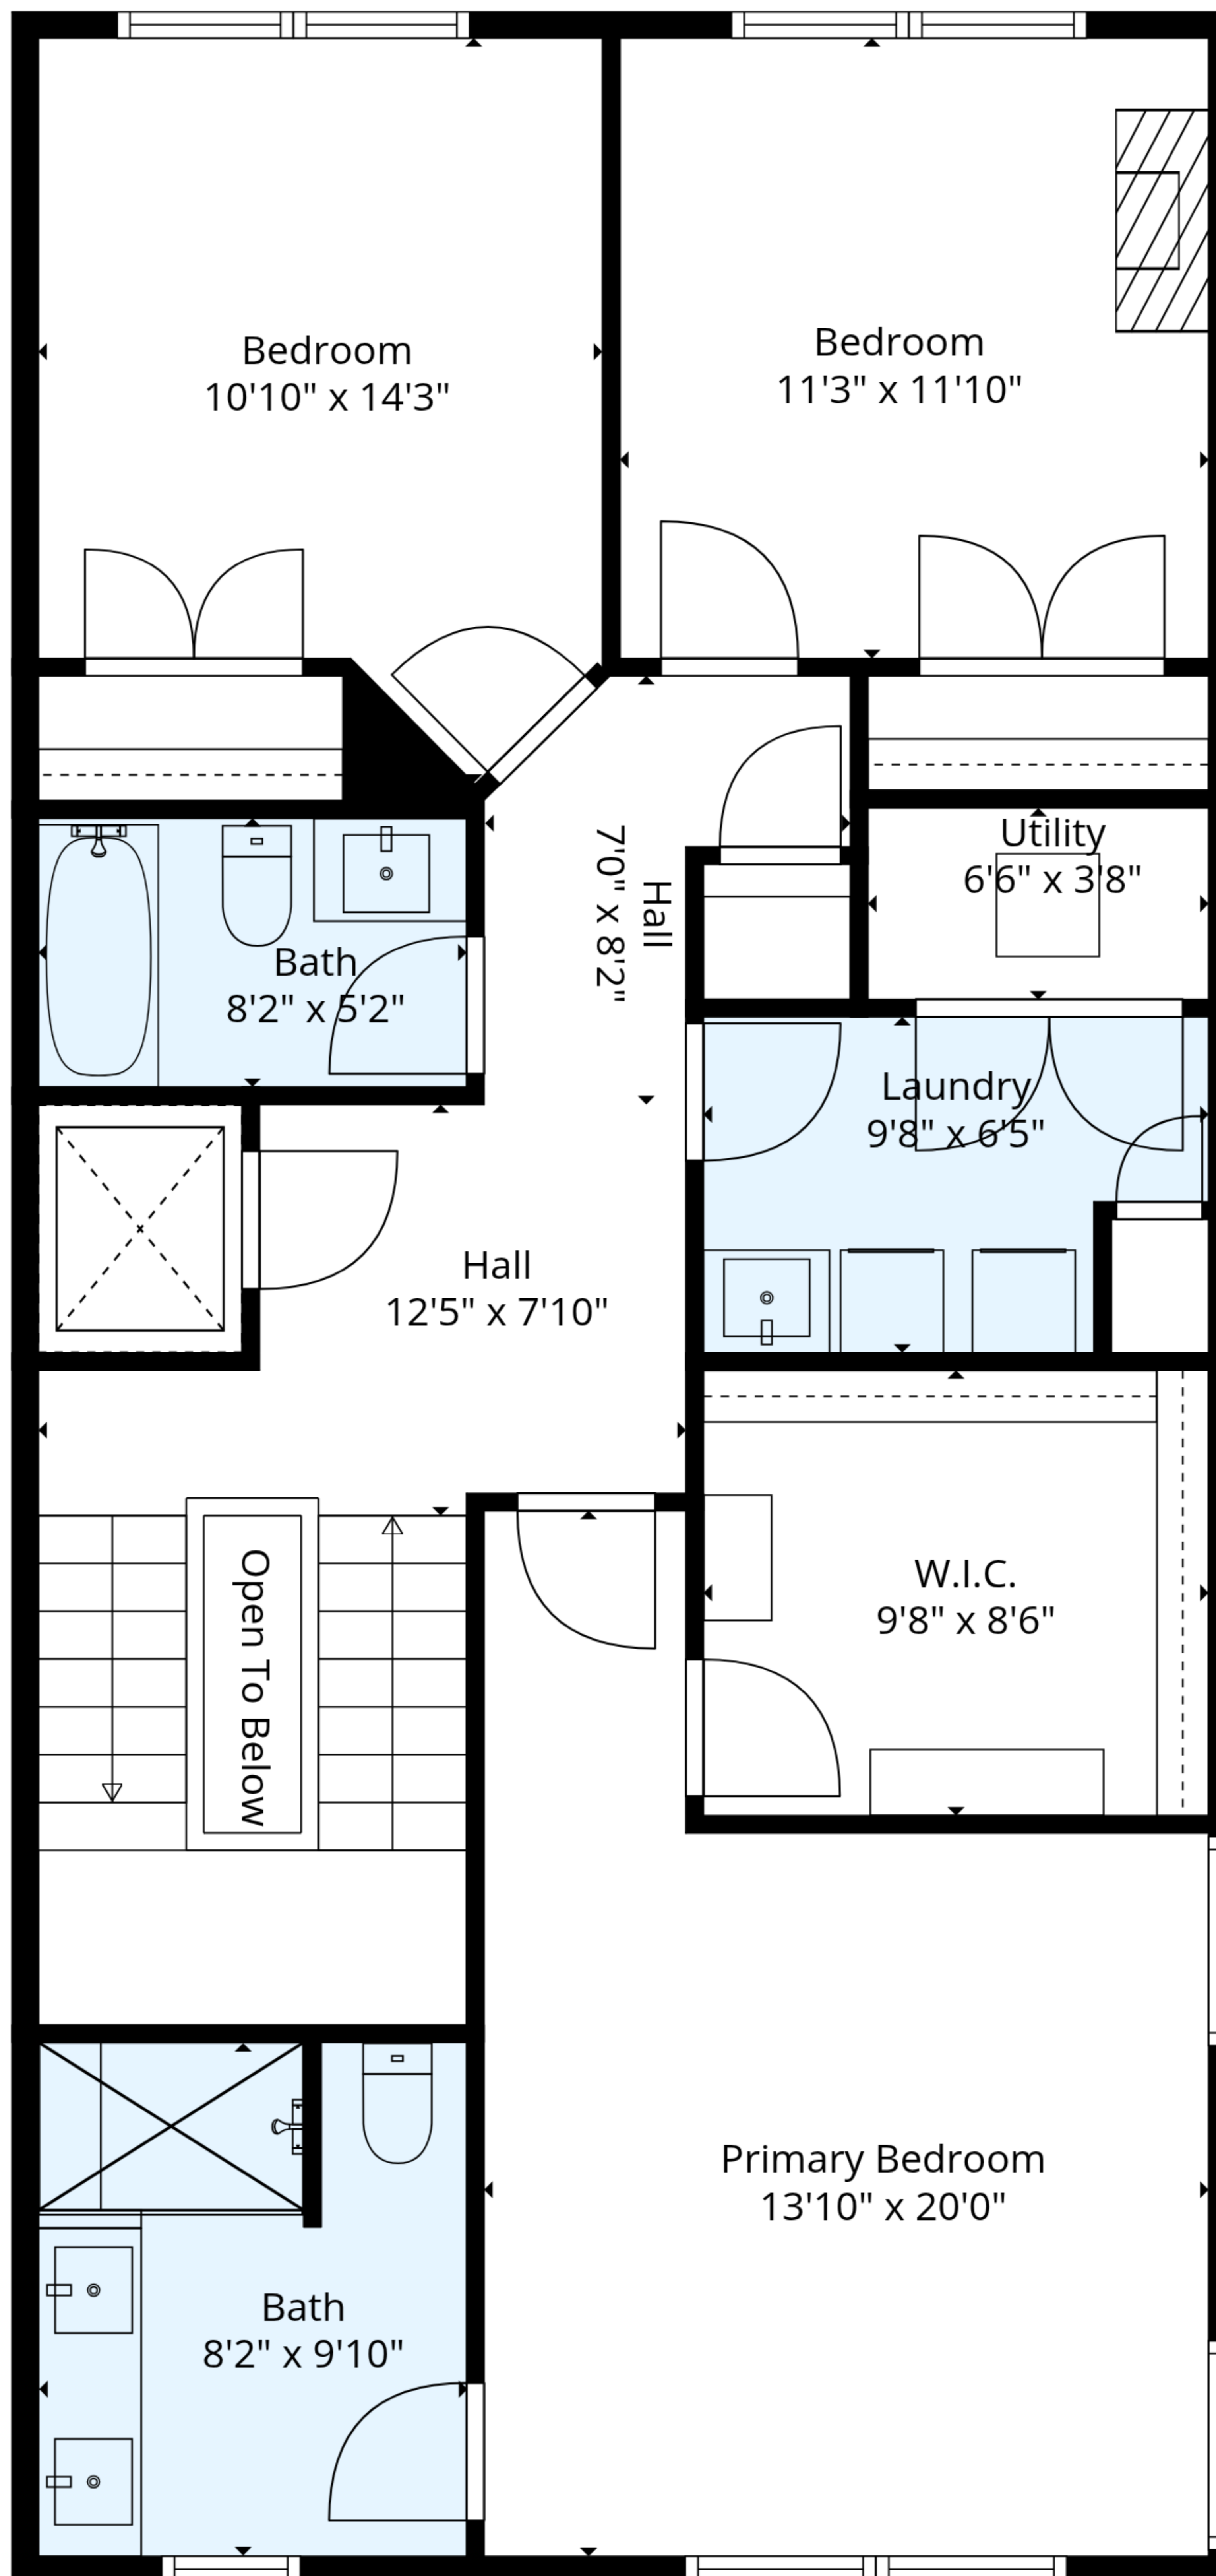 Bedroom
10'10" x 14'3"
Bedroom
11'3" x 11'10"
Utility
6'6" x 3'8"
Hall
7'0" x 8'2"
Bath
8'2" x 5'2"
Laundry
9'8" x 6'5"
Hall
12'5" x 7'10"
Open To Below
W.I.C.
9'8" x 8'6"
Primary Bedroom
13'10" x 20'0"
Bath
8'2" x 9'10"